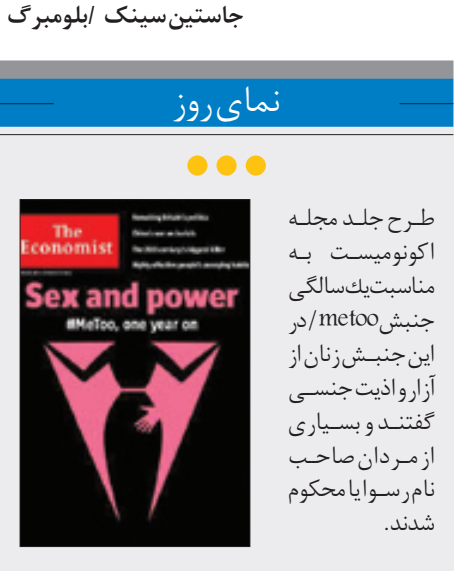 جاستین‌سینک /بلومبرگ
نمای‌روز
طرح جلد مجله
اکونومیست به
مناسبت‌یك‌سالگی
جنبش‌metoo/در
این جنبش زنان از
آزار و اذیت جنسی
گفتند و بسیاری
از مردان صاحب
نام رسوا یا محکوم
شدند.
The
Economist
Sex and power
#MeToo, one year on